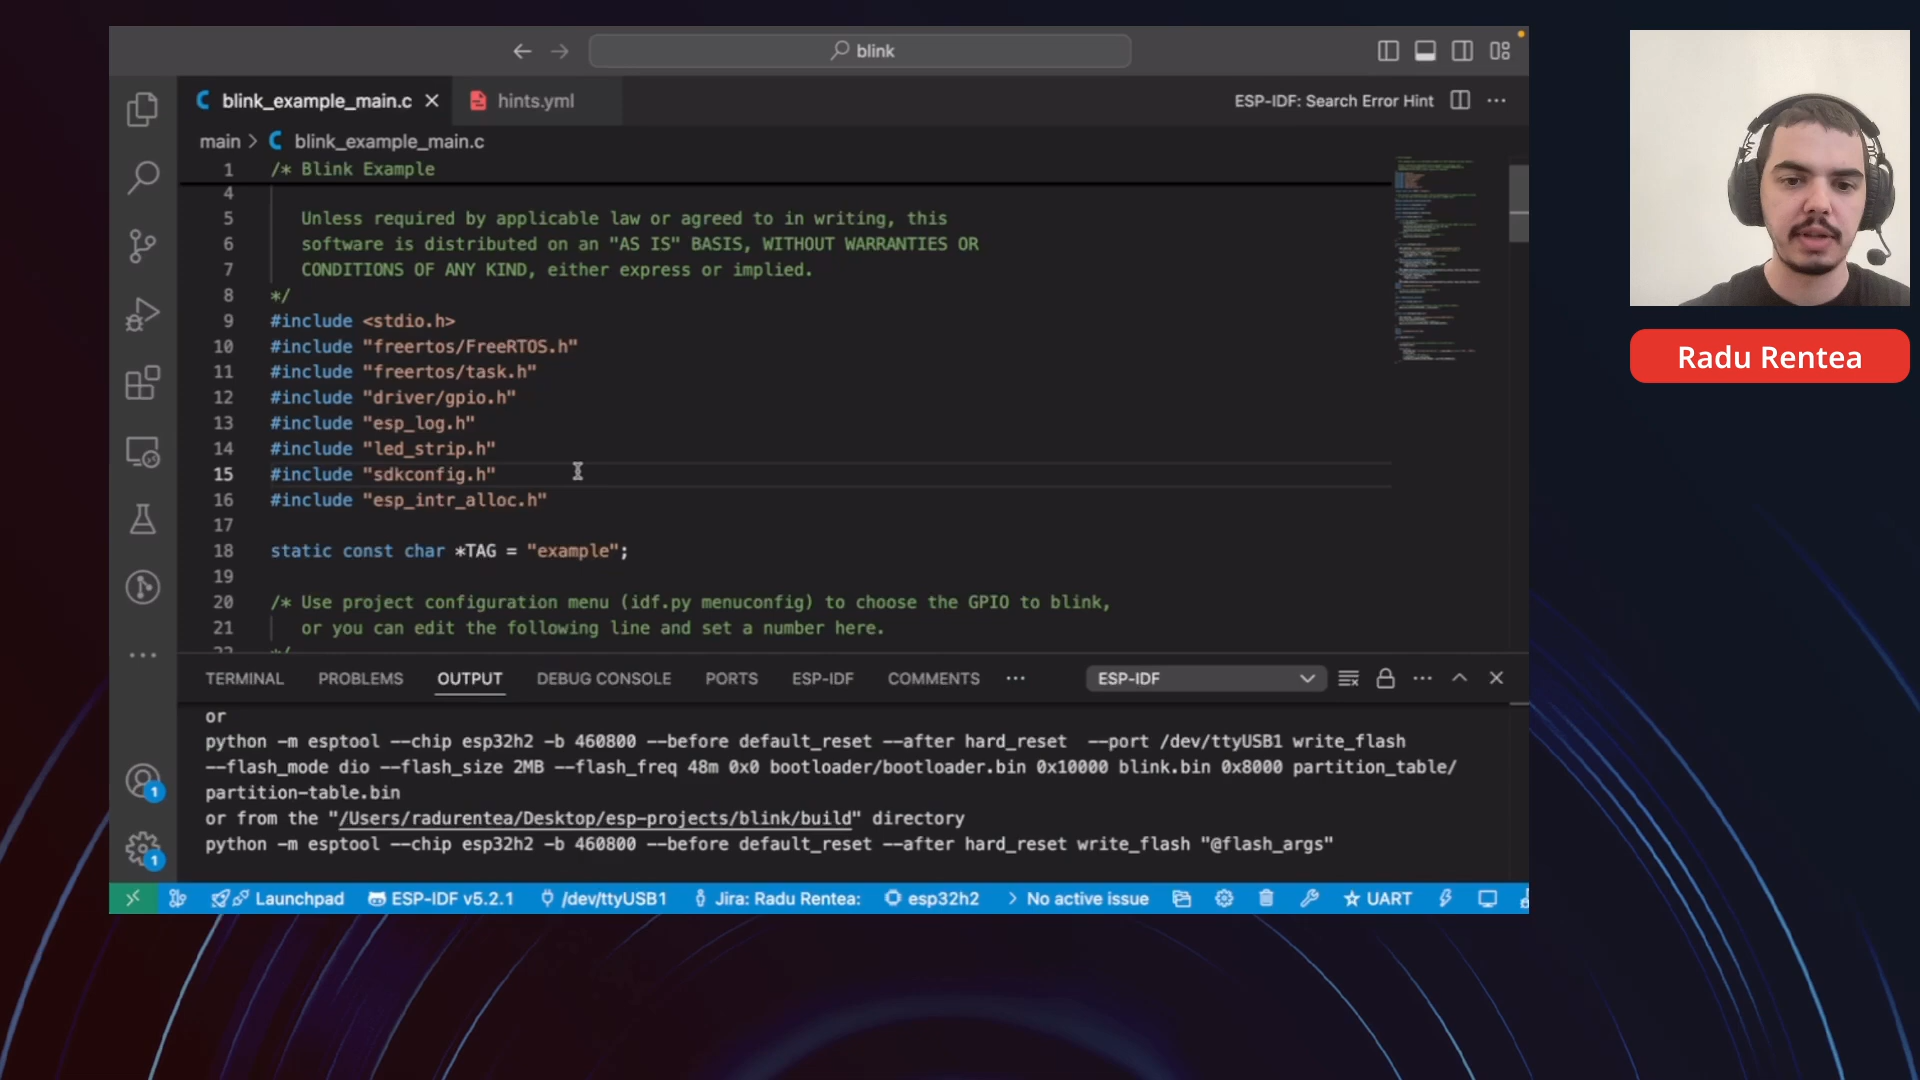 blink
blink_example_main.c
hints.yml
ESP-IDF: Search Error Hint
main > blink_example_main.c
1 /* Blink Example
4
5 Unless required by applicable law or agreed to in writing, this
6 software is distributed on an "AS IS" BASIS, WITHOUT WARRANTIES OR
7 CONDITIONS OF ANY KIND, either express or implied.
8 */
9 #include <stdio.h>
10 #include "freertos/FreeRTOS.h"
11 #include "freertos/task.h"
12 #include "driver/gpio.h"
13 #include "esp_log.h"
14 #include "led_strip.h"
15 #include "sdkconfig.h"
16 #include "esp_intr_alloc.h"
17
18 static const char *TAG = "example";
19
20 /* Use project configuration menu (idf.py menuconfig) to choose the GPIO to blink,
21 or you can edit the following line and set a number here.
22 */
TERMINAL PROBLEMS OUTPUT DEBUG CONSOLE PORTS ESP-IDF COMMENTS ··· ESP-IDF
or
python -m esptool --chip esp32h2 -b 460800 --before default_reset --after hard_reset  --port /dev/ttyUSB1 write_flash
--flash_mode dio --flash_size 2MB --flash_freq 48m 0x0 bootloader/bootloader.bin 0x10000 blink.bin 0x8000 partition_table/
partition-table.bin
or from the "/Users/radurentea/Desktop/esp-projects/blink/build" directory
python -m esptool --chip esp32h2 -b 460800 --before default_reset --after hard_reset write_flash "@flash_args"
1
1
Launchpad ESP-IDF v5.2.1 /dev/ttyUSB1 Jira: Radu Rentea: esp32h2 > No active issue UART
Radu Rentea